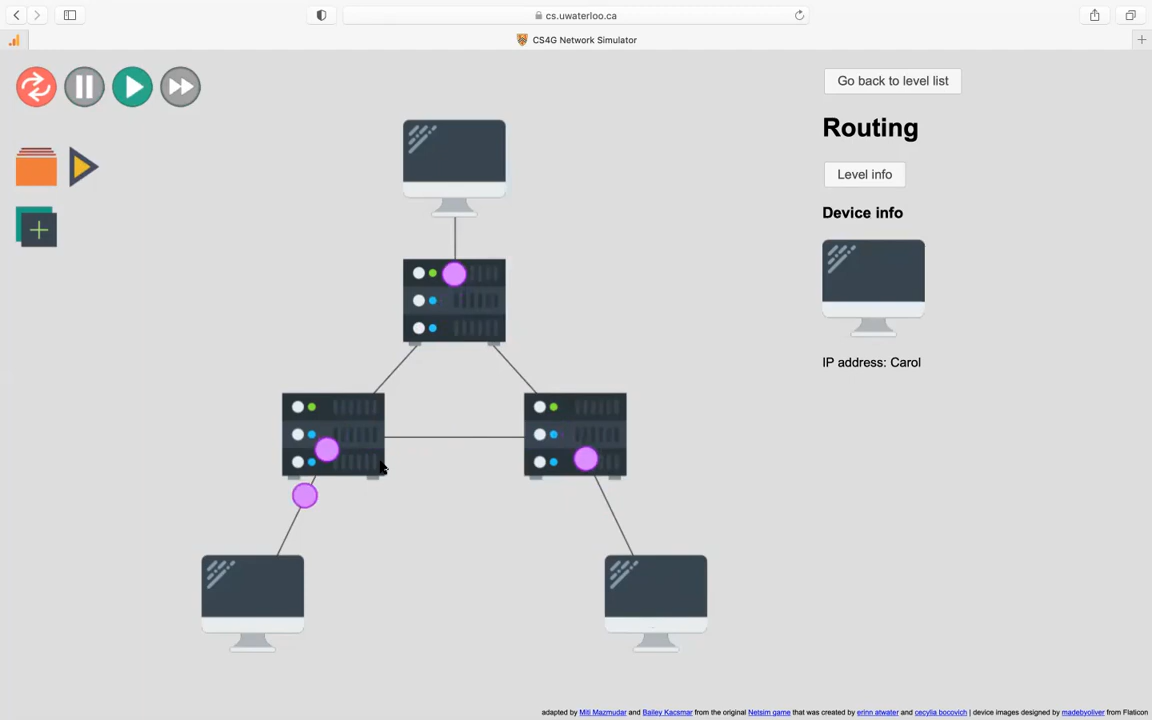 cs.uwaterloo.ca
CS4G Network Simulator
Go back to level list
Routing
Level info
Device info
IP address: Carol
adapted by Miti Mazmudar and Bailey Kacsmar from the original Netsim game that was created by erinn atwater and cecylia bocovich | device images designed by madebyoliver from Flaticon